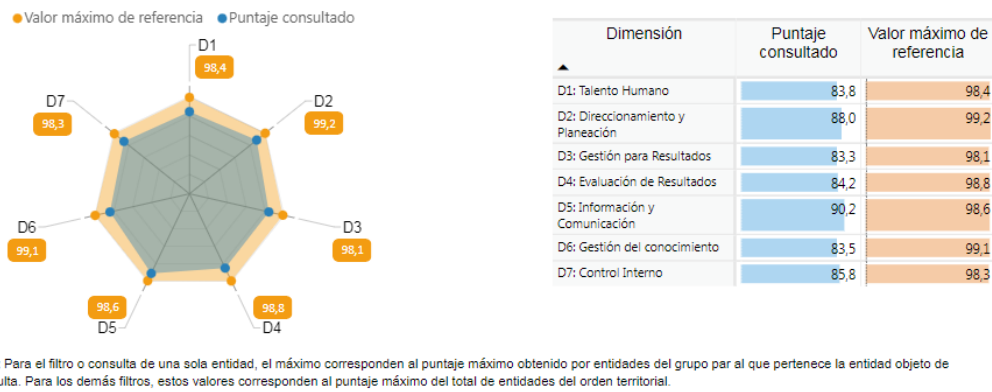 Valor máximo de referencia Puntaje consultado
D1
98,4
D2
99,2
D7
98,3
D6
99,1
D3
98,1
98,6
D5
98,8
D4
Dimensión Puntaje consultado Valor máximo de referencia
D1: Talento Humano 83,8 98,4
D2: Direccionamiento y
Planeación 88,0 99,2
D3: Gestión para Resultados 83,3 98,1
D4: Evaluación de Resultados 84,2 98,8
D5: Información y
Comunicación 90,2 98,6
D6: Gestión del conocimiento 83,5 99,1
D7: Control Interno 85,8 98,3
: Para el filtro o consulta de una sola entidad, el máximo corresponden al puntaje máximo obtenido por entidades del grupo par al que pertenece la entidad objeto de
ulta. Para los demás filtros, estos valores corresponden al puntaje máximo del total de entidades del orden territorial.